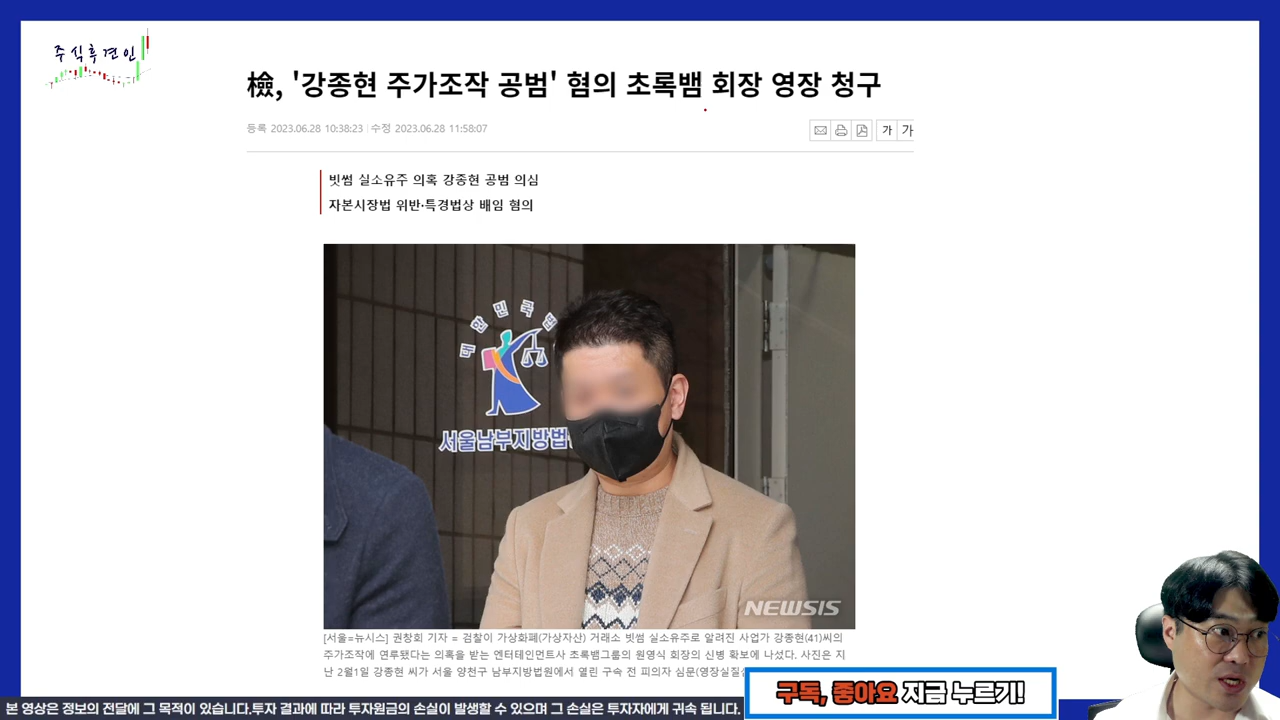 주식후견인
檢, '강종현 주가조작 공범' 혐의 초록뱀 회장 영장 청구
등록 2023.06.28 10:38:23 | 수정 2023.06.28 11:58:07
가 가
빗썸 실소유주 의혹 강종현 공범 의심
자본시장법 위반·특경법상 배임 혐의
대한민국법
서울남부지방법
NEWSIS
[서울=뉴시스] 권창회 기자 = 검찰이 가상화폐(가상자산) 거래소 빗썸 실소유주로 알려진 사업가 강종현(41)씨의
주가조작에 연루됐다는 의혹을 받는 엔터테인먼트사 초록뱀그룹의 원영식 회장의 신병 확보에 나섰다. 사진은 지
난 2월1일 강종현 씨가 서울 양천구 남부지방법원에서 열린 구속 전 피의자 심문(영장실질
구독, 좋아요 지금 누르기!
본 영상은 정보의 전달에 그 목적이 있습니다.투자 결과에 따라 투자원금의 손실이 발생할 수 있으며 그 손실은 투자자에게 귀속 됩니다.